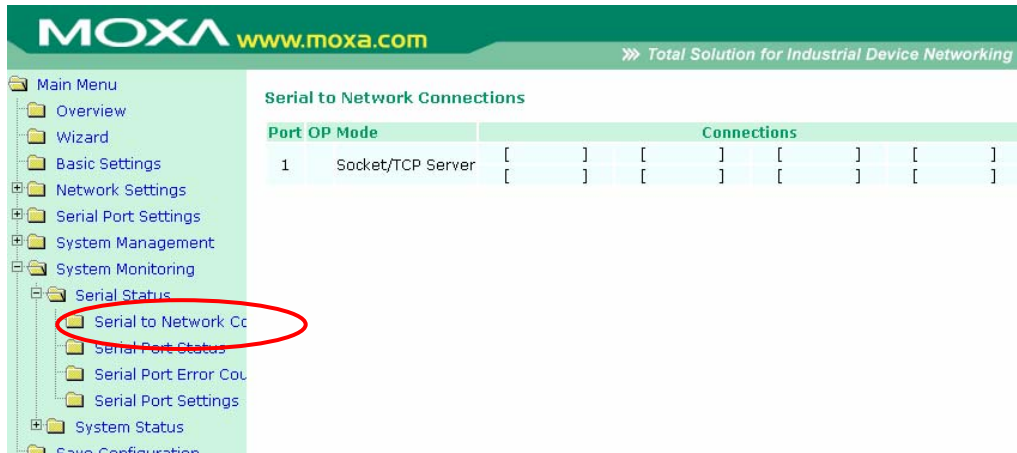 MOXA www.moxa.com
Total Solution for Industrial Device Networking
Main Menu
Overview
Wizard
Basic Settings
Network Settings
Serial Port Settings
System Management
System Monitoring
Serial Status
Serial to Network Co
Serial Port Status
Serial Port Error Cou
Serial Port Settings
System Status
Save Configuration
Serial to Network Connections
Port OP Mode Connections
1 Socket/TCP Server [ ] [ ] [ ] [ ]
[ ] [ ] [ ] [ ]